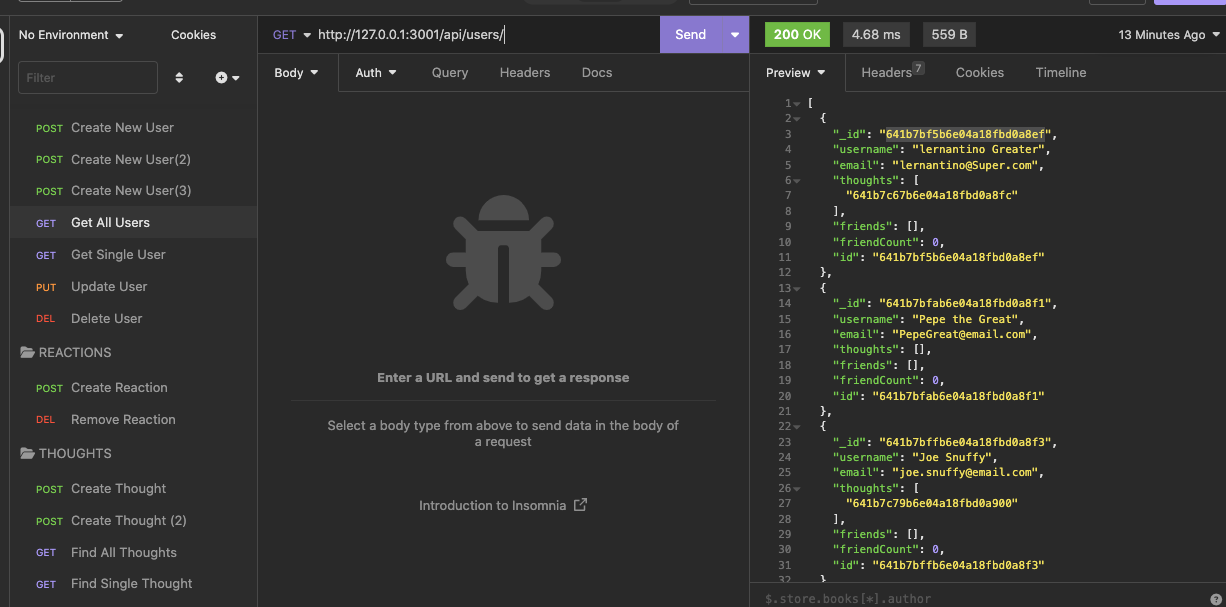 No Environment
Cookies
Filter
POST Create New User
POST Create New User(2)
POST Create New User(3)
GET Get All Users
GET Get Single User
PUT Update User
DEL Delete User
REACTIONS
POST Create Reaction
DEL Remove Reaction
THOUGHTS
POST Create Thought
POST Create Thought (2)
GET Find All Thoughts
GET Find Single Thought
GET http://127.0.0.1:3001/api/users/ Send
Body Auth Query Headers Docs
Enter a URL and send to get a response
Select a body type from above to send data in the body of
a request
Introduction to Insomnia
200 OK 4.68 ms 559 B 13 Minutes Ago
Preview Headers 7 Cookies Timeline
1 [
2 {
3 "_id": "641b7bf5b6e04a18fbd0a8ef",
4 "username": "lernantino Greater",
5 "email": "lernantino@Super.com",
6 "thoughts": [
7 "641b7c67b6e04a18fbd0a8fc"
8 ],
9 "friends": [],
10 "friendCount": 0,
11 "id": "641b7bf5b6e04a18fbd0a8ef"
12 },
13 {
14 "_id": "641b7bfab6e04a18fbd0a8f1",
15 "username": "Pepe the Great",
16 "email": "PepeGreat@email.com",
17 "thoughts": [],
18 "friends": [],
19 "friendCount": 0,
20 "id": "641b7bfab6e04a18fbd0a8f1"
21 },
22 {
23 "_id": "641b7bffb6e04a18fbd0a8f3",
24 "username": "Joe Snuffy",
25 "email": "joe.snuffy@email.com",
26 "thoughts": [
27 "641b7c79b6e04a18fbd0a900"
28 ],
29 "friends": [],
30 "friendCount": 0,
31 "id": "641b7bffb6e04a18fbd0a8f3"
32 }
$.store.books[*].author